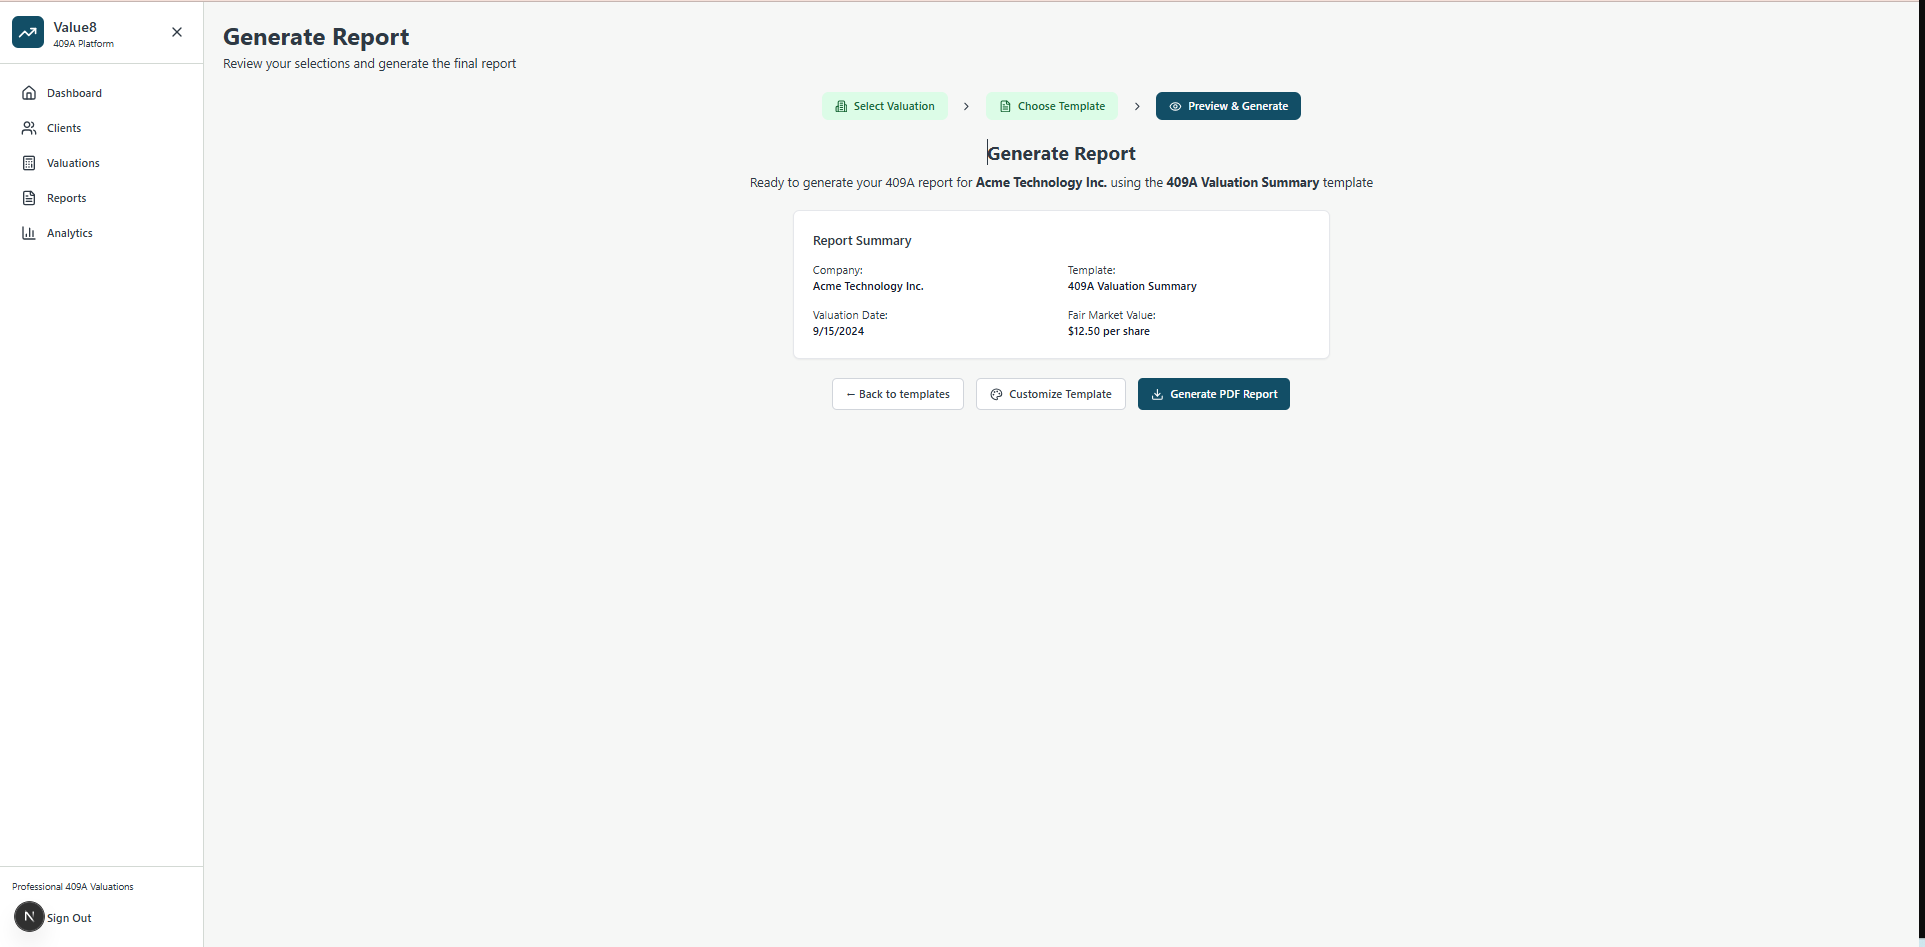 Value8
409A Platform
Dashboard
Clients
Valuations
Reports
Analytics
Professional 409A Valuations
N
Sign Out
Generate Report
Review your selections and generate the final report
Select Valuation
Choose Template
Preview & Generate
Generate Report
Ready to generate your 409A report for Acme Technology Inc. using the 409A Valuation Summary template
Report Summary
Company:
Acme Technology Inc.
Template:
409A Valuation Summary
Valuation Date:
9/15/2024
Fair Market Value:
$12.50 per share
← Back to templates
Customize Template
Generate PDF Report